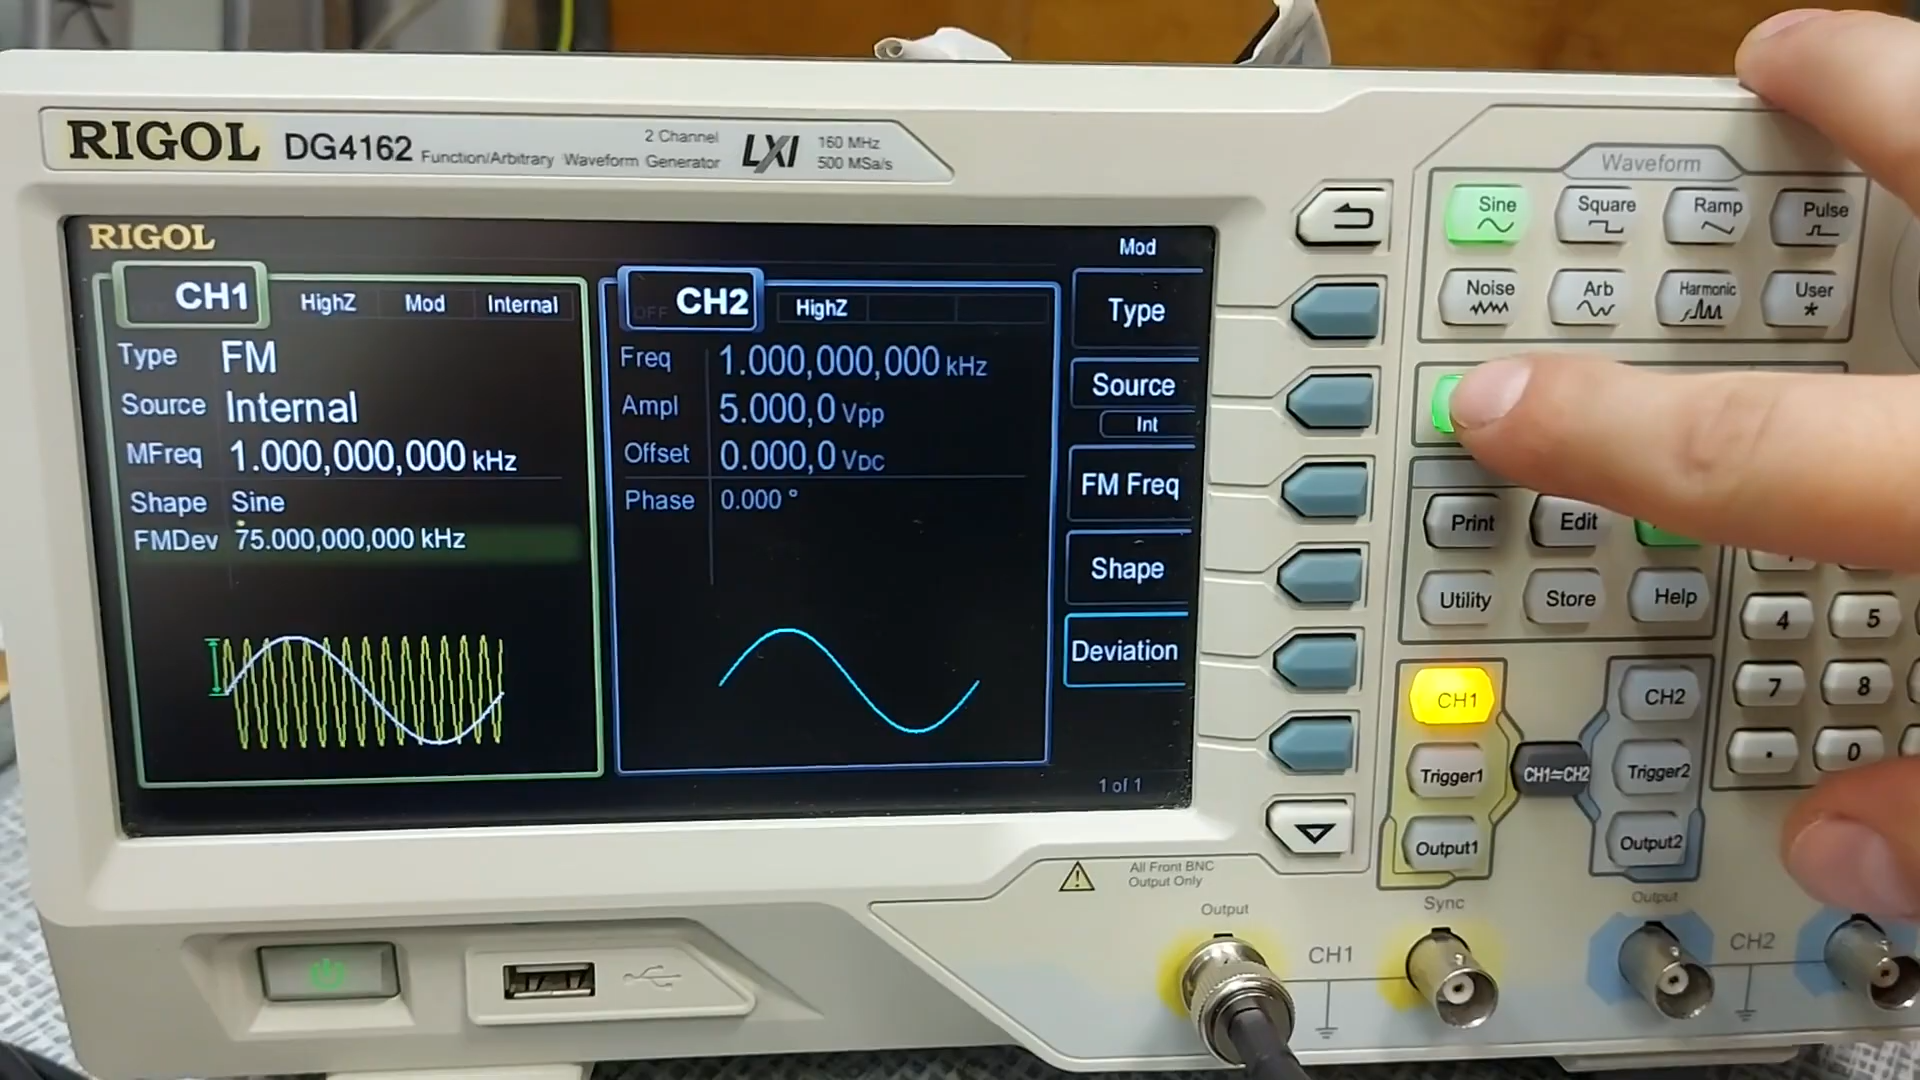 RIGOL DG4162 Function/Arbitrary Waveform Generator
2 Channel
LXI
160 MHz
500 MSa/s
RIGOL
CH1
HighZ Mod Internal
Type FM
Source Internal
MFreq 1.000,000,000 kHz
Shape Sine
FMDev 75.000,000,000 kHz
OFF CH2
HighZ
Freq 1.000,000,000 kHz
Ampl 5.000,0 Vpp
Offset 0.000,0 VDC
Phase 0.000 °
Mod
Type
Source
Int
FM Freq
Shape
Deviation
1 of 1
Waveform
Sine Square Ramp Pulse
Noise Arb Harmonic User
Print Edit
Utility Store Help
4 5
7 8
. 0
CH1 CH2
Trigger1 CH1⇌CH2 Trigger2
Output1 Output2
All Front BNC
Output Only
Output Sync Output
CH1 CH2